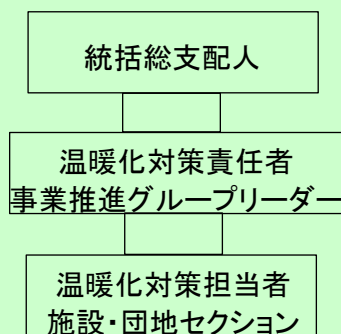 統括総支配人
温暖化対策責任者
事業推進グループリーダー
温暖化対策担当者
施設・団地セクション